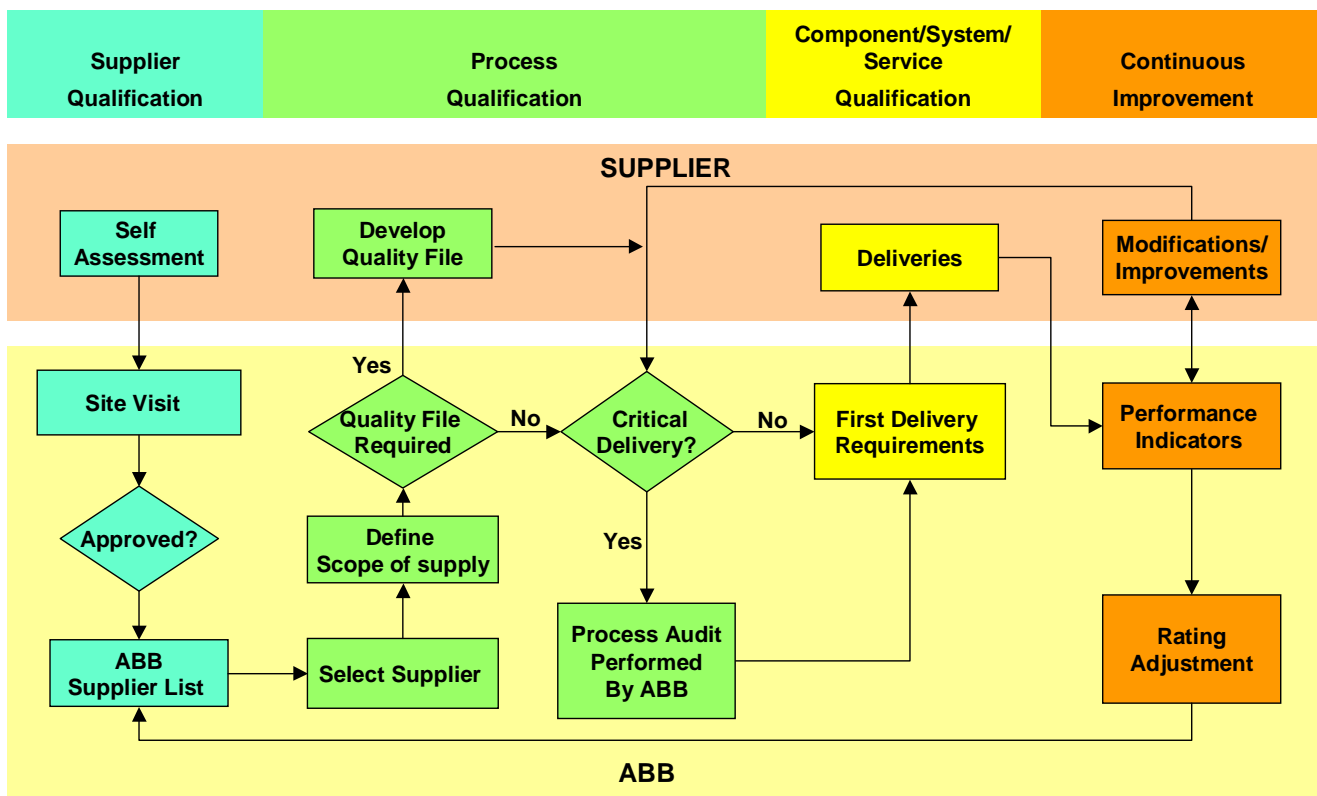 Supplier
Qualification
Process
Qualification
Component/System/
Service
Qualification
Continuous
Improvement
SUPPLIER
Self
Assessment
Develop
Quality File
Deliveries
Modifications/
Improvements
Yes
Site Visit
Quality File
Required
No
Critical
Delivery?
No
First Delivery
Requirements
Performance
Indicators
Approved?
Define
Scope of supply
Yes
ABB
Supplier List
Select Supplier
Process Audit
Performed
By ABB
Rating
Adjustment
ABB